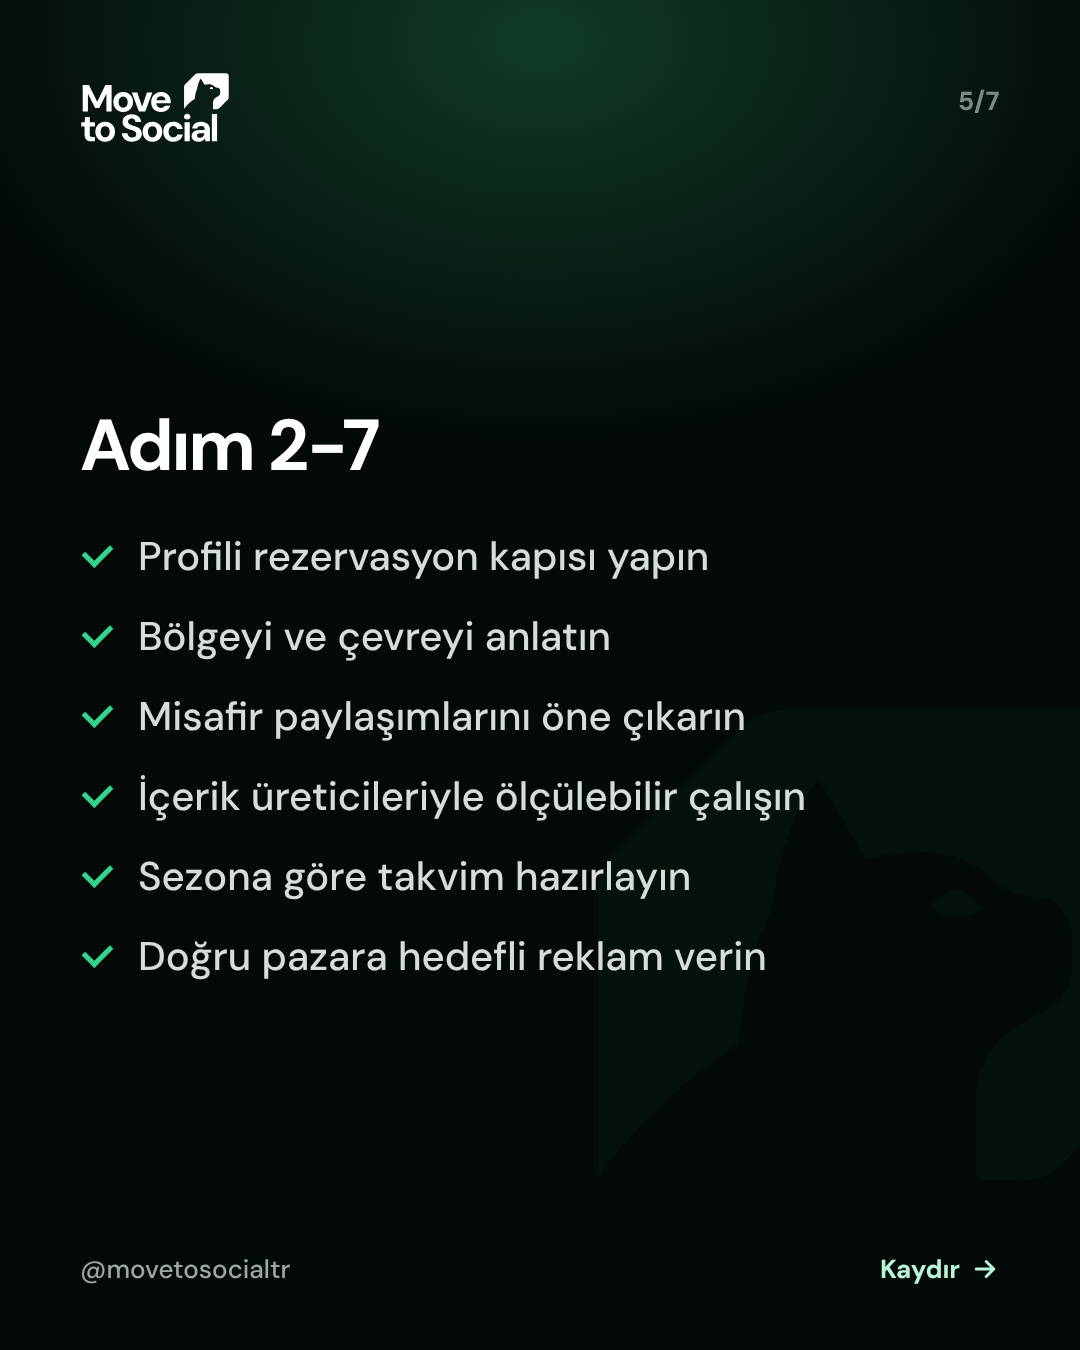 Move
to Social
5/7
Adım 2–7
Profili rezervasyon kapısı yapın
Bölgeyi ve çevreyi anlatın
Misafir paylaşımlarını öne çıkarın
İçerik üreticileriyle ölçülebilir çalışın
Sezona göre takvim hazırlayın
Doğru pazara hedefli reklam verin
@movetosocialtr
Kaydır →